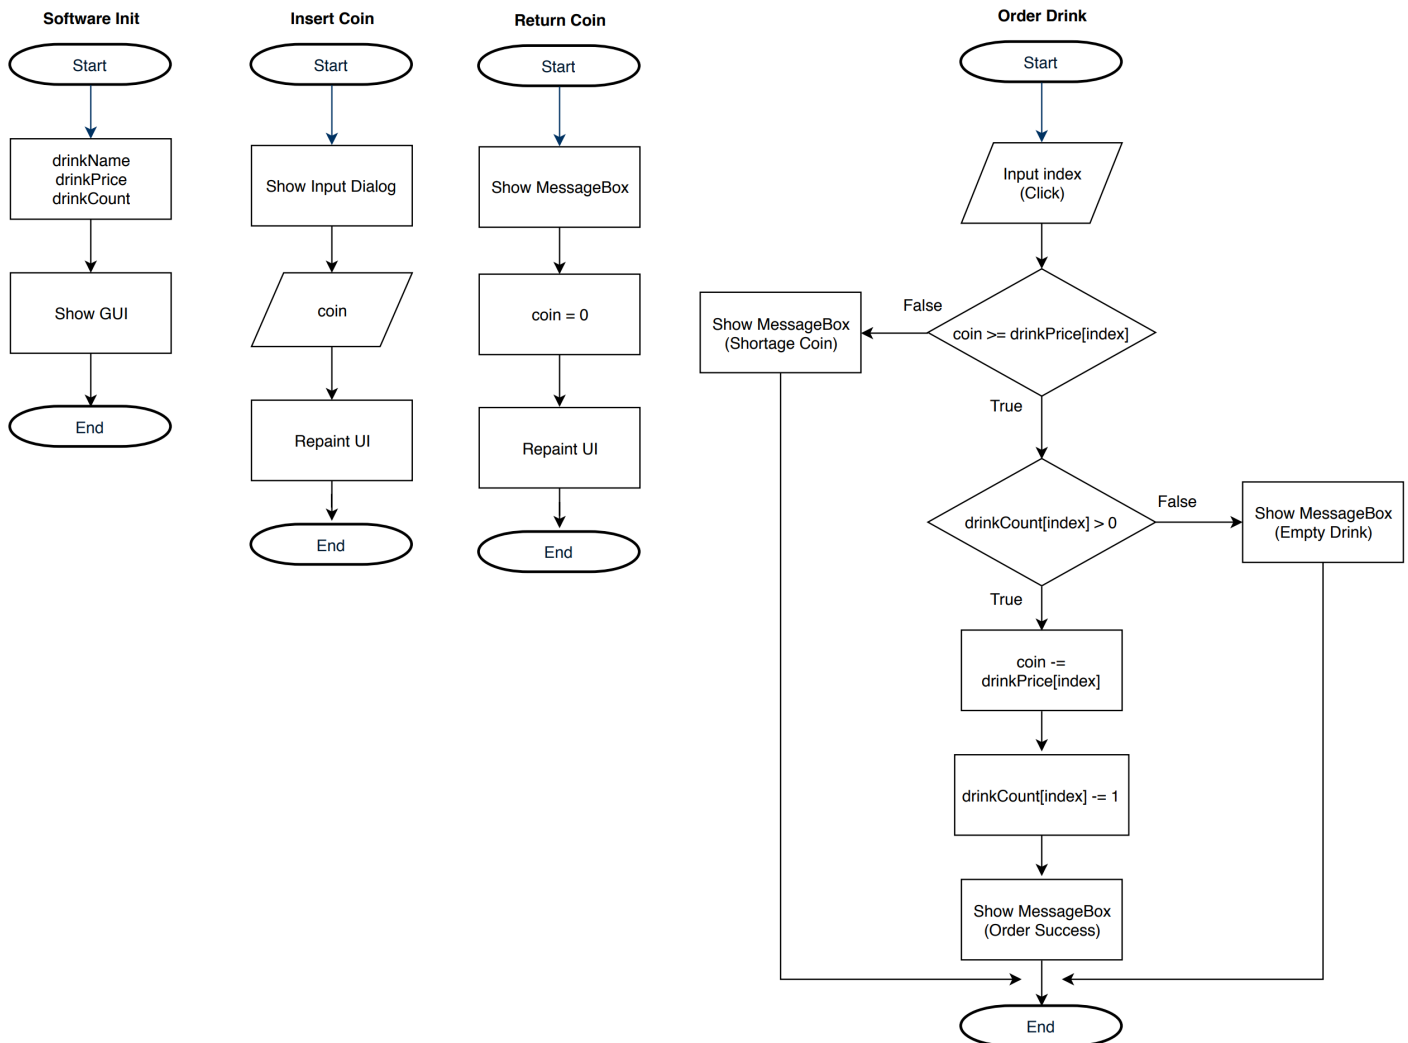 Software Init
Start
drinkName
drinkPrice
drinkCount
Show GUI
End
Insert Coin
Start
Show Input Dialog
coin
Repaint UI
End
Return Coin
Start
Show MessageBox
coin = 0
Repaint UI
End
Order Drink
Start
Input index
(Click)
coin >= drinkPrice[index]
False
Show MessageBox
(Shortage Coin)
True
drinkCount[index] > 0
False
Show MessageBox
(Empty Drink)
True
coin -=
drinkPrice[index]
drinkCount[index] -= 1
Show MessageBox
(Order Success)
End